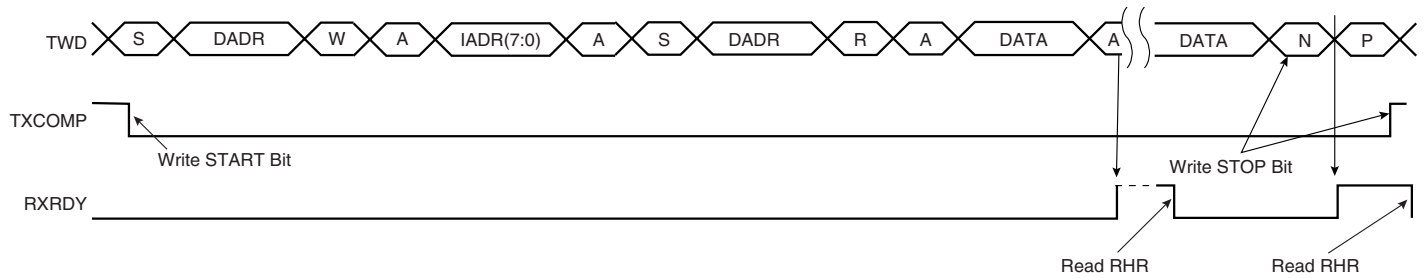 TWD S DADR W A IADR(7:0) A S DADR R A DATA A DATA N P
TXCOMP
Write START Bit
Write STOP Bit
RXRDY
Read RHR
Read RHR